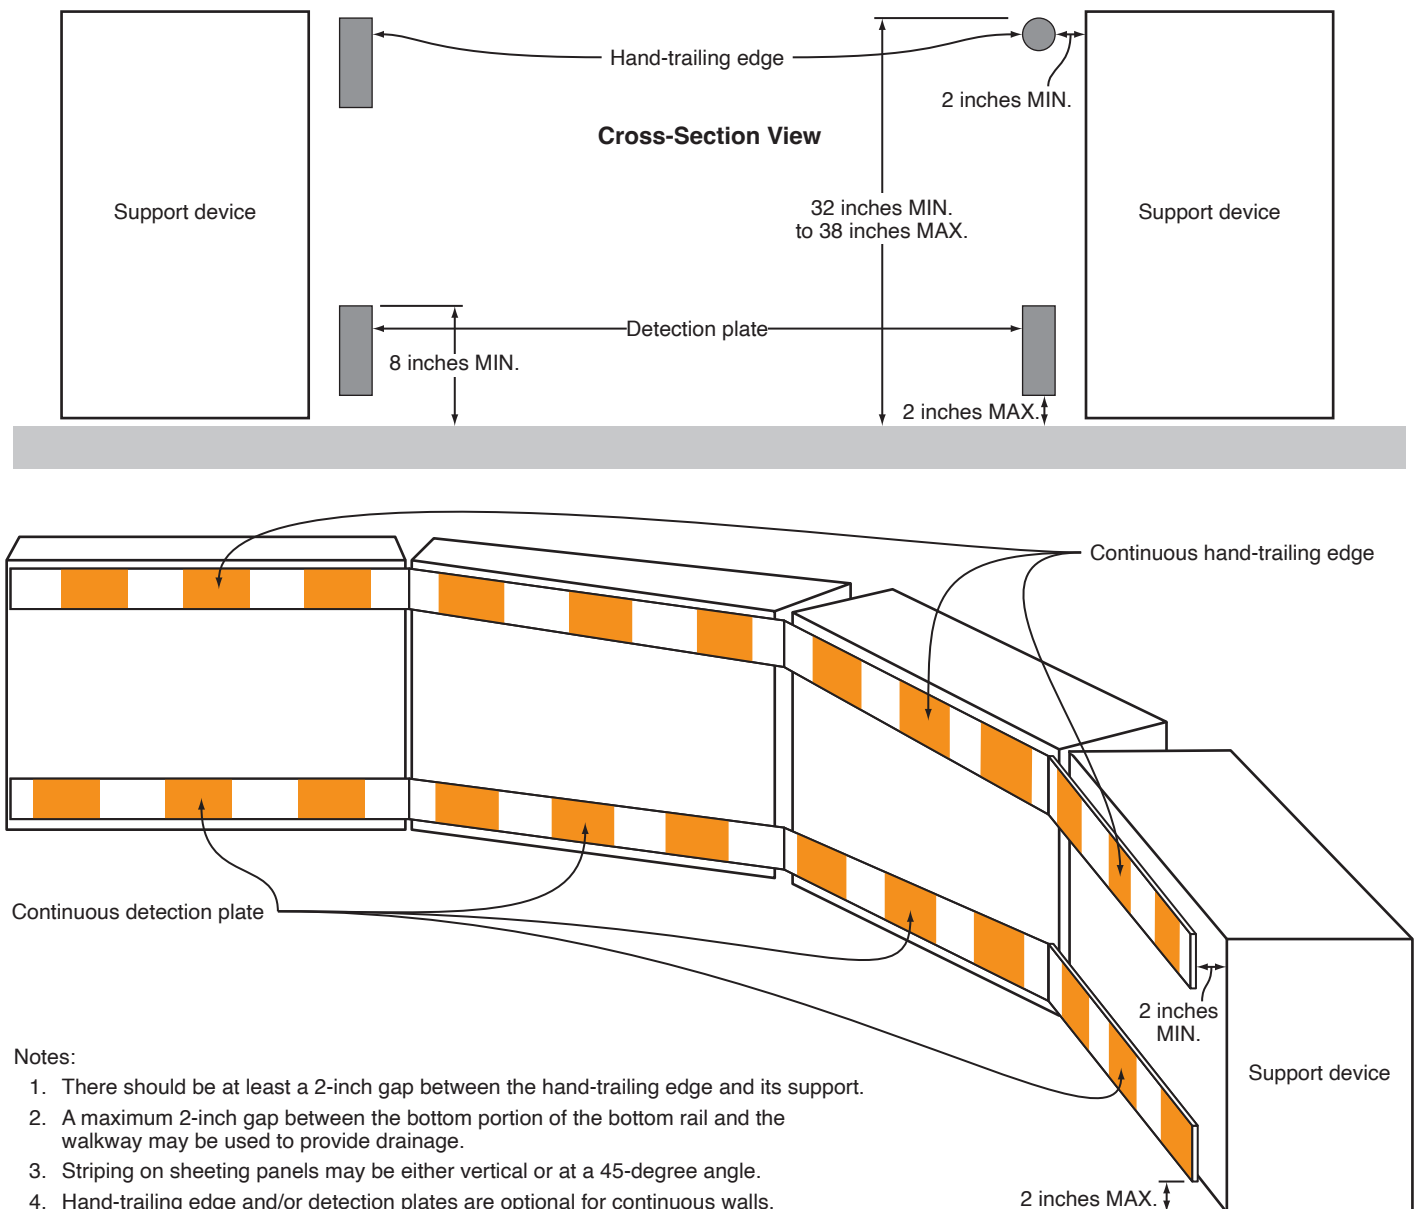 Hand-trailing edge
2 inches MIN.
Cross-Section View
Support device
32 inches MIN.
to 38 inches MAX.
Support device
Detection plate
8 inches MIN.
2 inches MAX.
Continuous hand-trailing edge
Continuous detection plate
2 inches
MIN.
Support device
2 inches MAX.
Notes:
1. There should be at least a 2-inch gap between the hand-trailing edge and its support.
2. A maximum 2-inch gap between the bottom portion of the bottom rail and the
walkway may be used to provide drainage.
3. Striping on sheeting panels may be either vertical or at a 45-degree angle.
4. Hand-trailing edge and/or detection plates are optional for continuous walls.